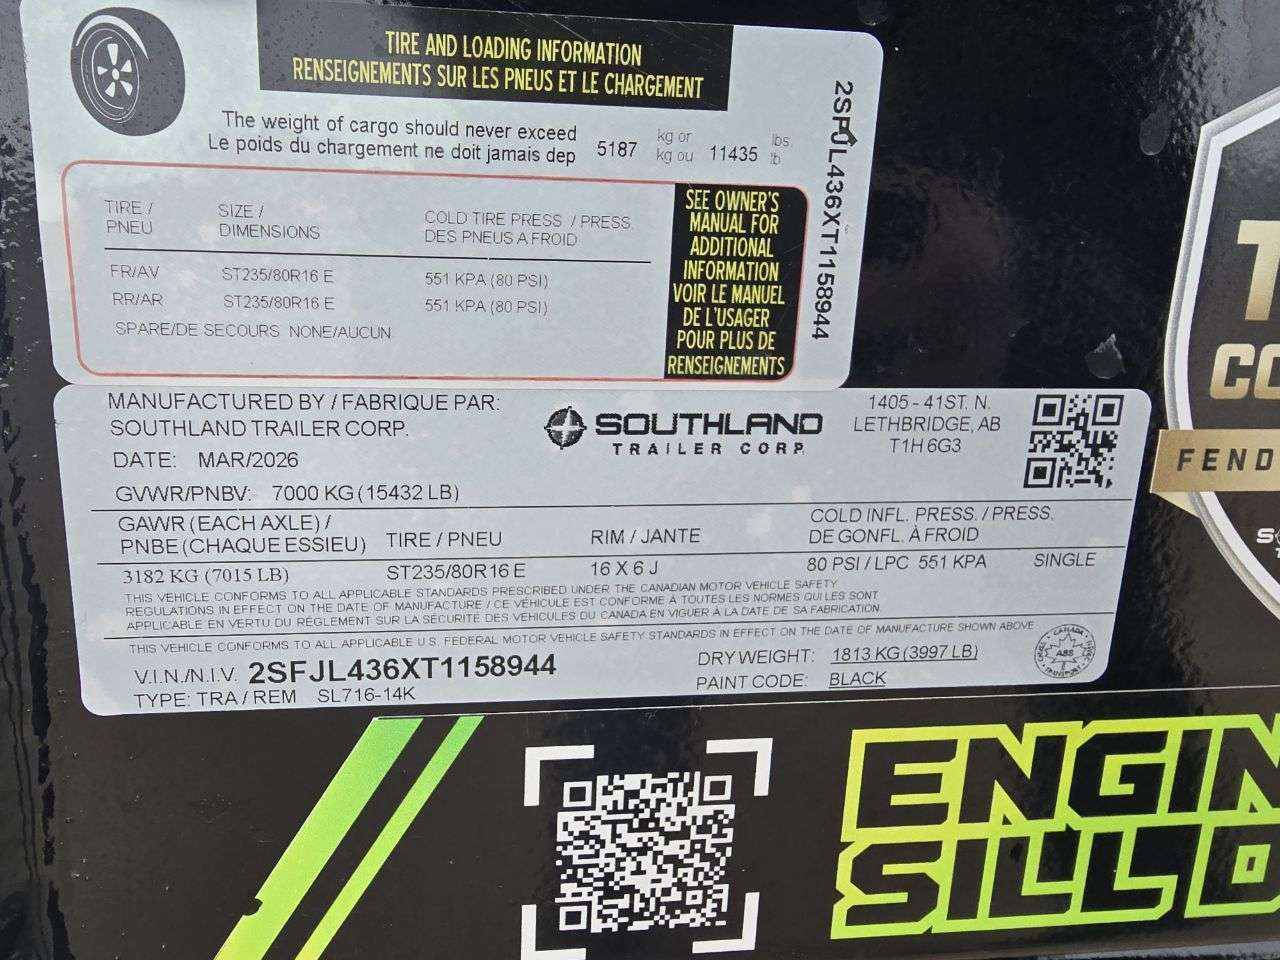 TIRE AND LOADING INFORMATION
RENSEIGNEMENTS SUR LES PNEUS ET LE CHARGEMENT
The weight of cargo should never exceed
Le poids du chargement ne doit jamais dep
5187 kg or kg ou 11435 lbs lb
TIRE / PNEU SIZE / DIMENSIONS COLD TIRE PRESS. / PRESS. DES PNEUS A FROID
FR/AV ST235/80R16 E 551 KPA (80 PSI)
RR/AR ST235/80R16 E 551 KPA (80 PSI)
SPARE/DE SECOURS NONE/AUCUN
SEE OWNER'S
MANUAL FOR
ADDITIONAL
INFORMATION
VOIR LE MANUEL
DE L'USAGER
POUR PLUS DE
RENSEIGNEMENTS
2SFJL436XT1158944
MANUFACTURED BY / FABRIQUE PAR:
SOUTHLAND TRAILER CORP.
DATE: MAR/2026
GVWR/PNBV: 7000 KG (15432 LB)
SOUTHLAND
TRAILER CORP.
1405 - 41ST. N.
LETHBRIDGE, AB
T1H 6G3
GAWR (EACH AXLE) /
PNBE (CHAQUE ESSIEU) TIRE / PNEU RIM / JANTE
COLD INFL. PRESS. / PRESS.
DE GONFL. À FROID
3182 KG (7015 LB) ST235/80R16 E 16 X 6 J 80 PSI / LPC 551 KPA SINGLE
THIS VEHICLE CONFORMS TO ALL APPLICABLE STANDARDS PRESCRIBED UNDER THE CANADIAN MOTOR VEHICLE SAFETY
REGULATIONS IN EFFECT ON THE DATE OF MANUFACTURE / CE VÉHICULE EST CONFORME À TOUTES LES NORMES QUI LES SONT
APPLICABLE EN VERTU DU RÈGLEMENT SUR LA SÉCURITÉ DES VÉHICULES DU CANADA EN VIGUER À LA DATE DE SA FABRICATION.
THIS VEHICLE CONFORMS TO ALL APPLICABLE U.S. FEDERAL MOTOR VEHICLE SAFETY STANDARDS IN EFFECT ON THE DATE OF MANUFACTURE SHOWN ABOVE
V.I.N./N.I.V. 2SFJL436XT1158944
TYPE: TRA / REM SL716-14K
DRY WEIGHT: 1813 KG (3997 LB)
PAINT CODE: BLACK
CANADA
TRANSPORT
A8S
FEND
ENGIN
SILL D